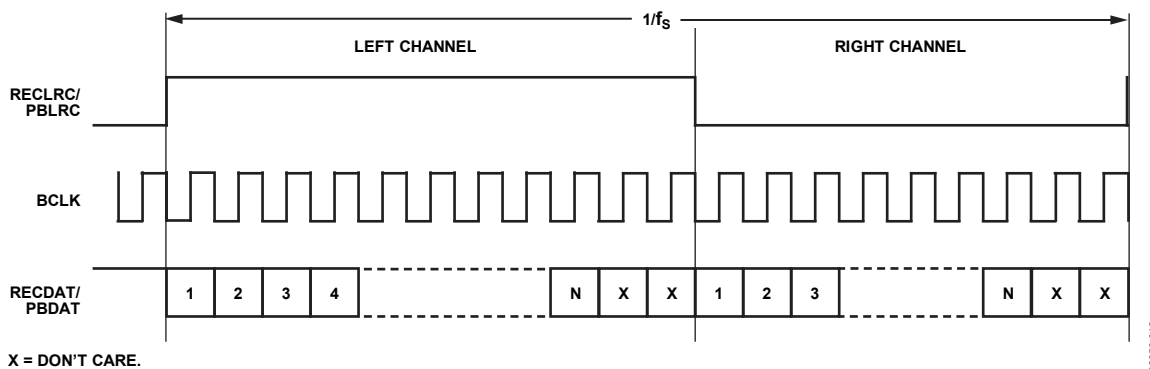 1/fS
LEFT CHANNEL RIGHT CHANNEL
RECLRC/
PBLRC
BCLK
RECDAT/
PBDAT
1 2 3 4 N X X 1 2 3 N X X
X = DON'T CARE.